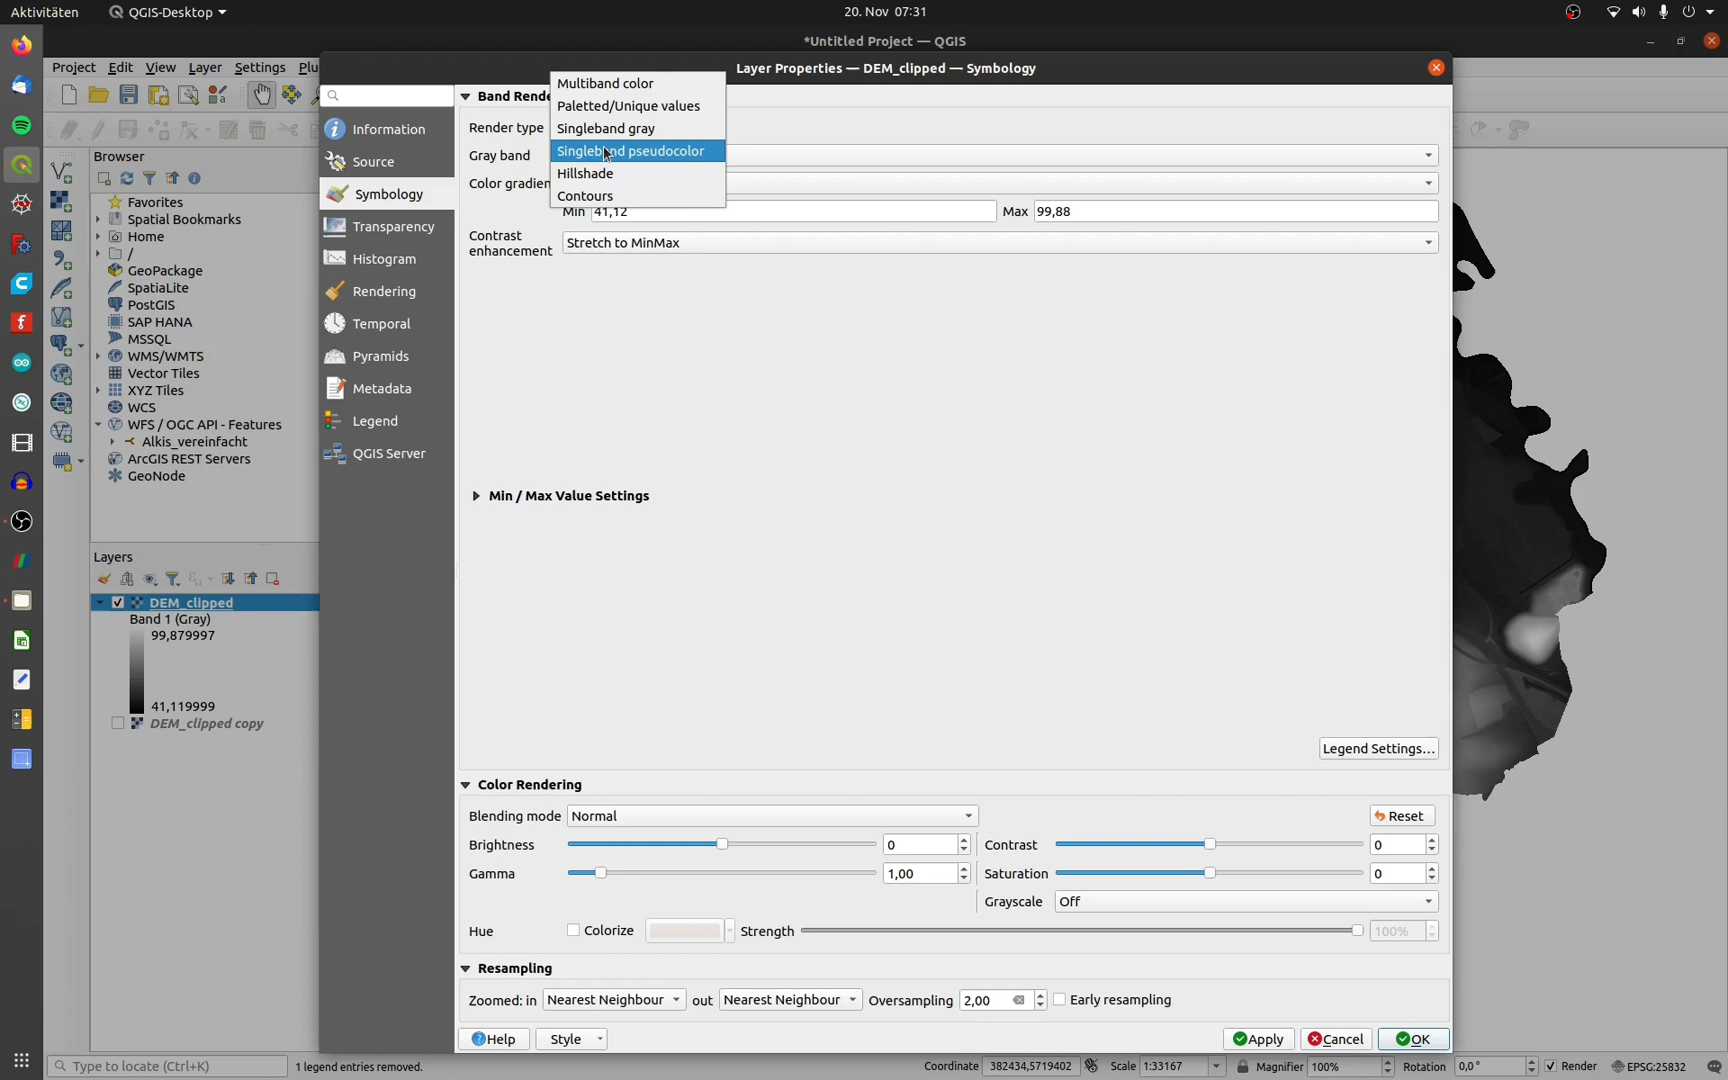 Aktivitäten QGIS-Desktop 20. Nov 07:31
*Untitled Project — QGIS
Project Edit View Layer Settings Plu
Layer Properties — DEM_clipped — Symbology
Browser
Favorites
Spatial Bookmarks
Home
/
GeoPackage
SpatiaLite
PostGIS
SAP HANA
MSSQL
WMS/WMTS
Vector Tiles
XYZ Tiles
WCS
WFS / OGC API - Features
Alkis_vereinfacht
ArcGIS REST Servers
GeoNode
Layers
DEM_clipped
Band 1 (Gray)
99,879997
41,119999
DEM_clipped copy
Information
Source
Symbology
Transparency
Histogram
Rendering
Temporal
Pyramids
Metadata
Legend
QGIS Server
Band Rende
Render type
Gray band
Color gradien
Multiband color
Paletted/Unique values
Singleband gray
Singleband pseudocolor
Hillshade
Contours
Min 41,12 Max 99,88
Contrast
enhancement Stretch to MinMax
Min / Max Value Settings
Legend Settings...
Color Rendering
Blending mode Normal Reset
Brightness 0 Contrast 0
Gamma 1,00 Saturation 0
Grayscale Off
Hue Colorize Strength 100%
Resampling
Zoomed: in Nearest Neighbour out Nearest Neighbour Oversampling 2,00 Early resampling
Help Style Apply Cancel OK
Type to locate (Ctrl+K) 1 legend entries removed. Coordinate 382434,5719402 Scale 1:33167 Magnifier 100% Rotation 0,0° Render EPSG:25832